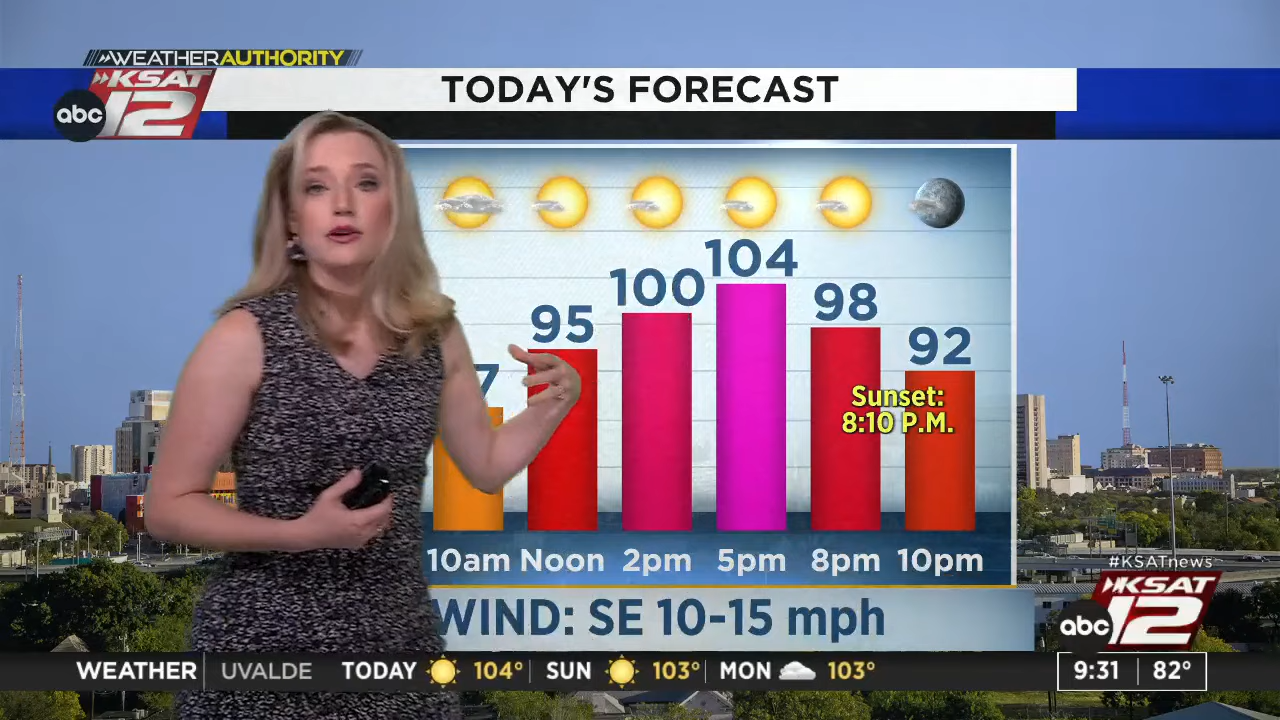 WEATHERAUTHORITY
KSAT
abc 12
TODAY'S FORECAST
95 100 104 98 92
7
Sunset:
8:10 P.M.
10am Noon 2pm 5pm 8pm 10pm
WIND: SE 10-15 mph
#KSATnews
KSAT
abc 12
WEATHER UVALDE TODAY 104° SUN 103° MON 103° 9:31 82°